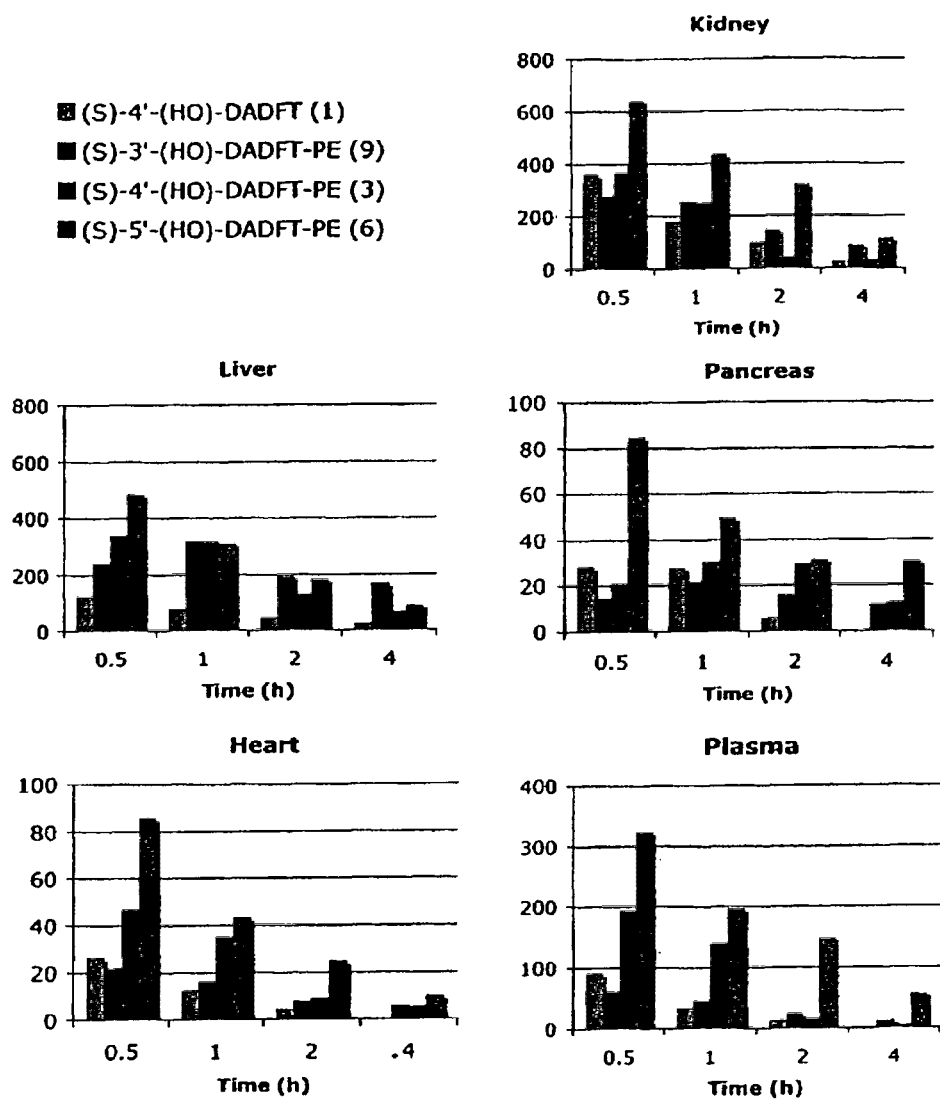 Kidney
(S)-4'-(HO)-DADFT (1)
(S)-3'-(HO)-DADFT-PE (9)
(S)-4'-(HO)-DADFT-PE (3)
(S)-5'-(HO)-DADFT-PE (6)
800
600
400
200
0
0.5 1 2 4
Time (h)
Liver
800
600
400
200
0
0.5 1 2 4
Time (h)
Pancreas
100
80
60
40
20
0
0.5 1 2 4
Time (h)
Heart
100
80
60
40
20
0
0.5 1 2 .4
Time (h)
Plasma
400
300
200
100
0
0.5 1 2 4
Time (h)